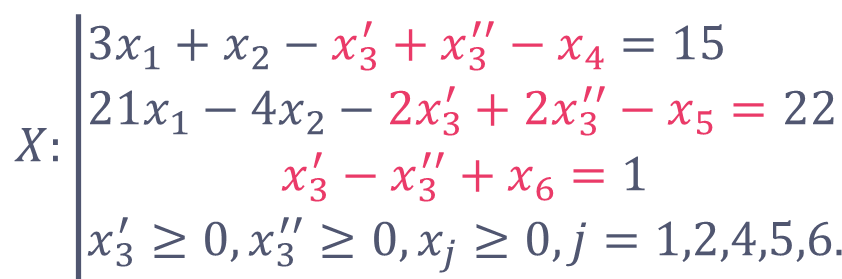 3x₁ + x₂ − x₃′ + x₃″ − x₄ = 15
21x₁ − 4x₂ − 2x₃′ + 2x₃″ − x₅ = 22
X:
x₃′ − x₃″ + x₆ = 1
x₃′ ≥ 0, x₃″ ≥ 0, xⱼ ≥ 0, j = 1,2,4,5,6.